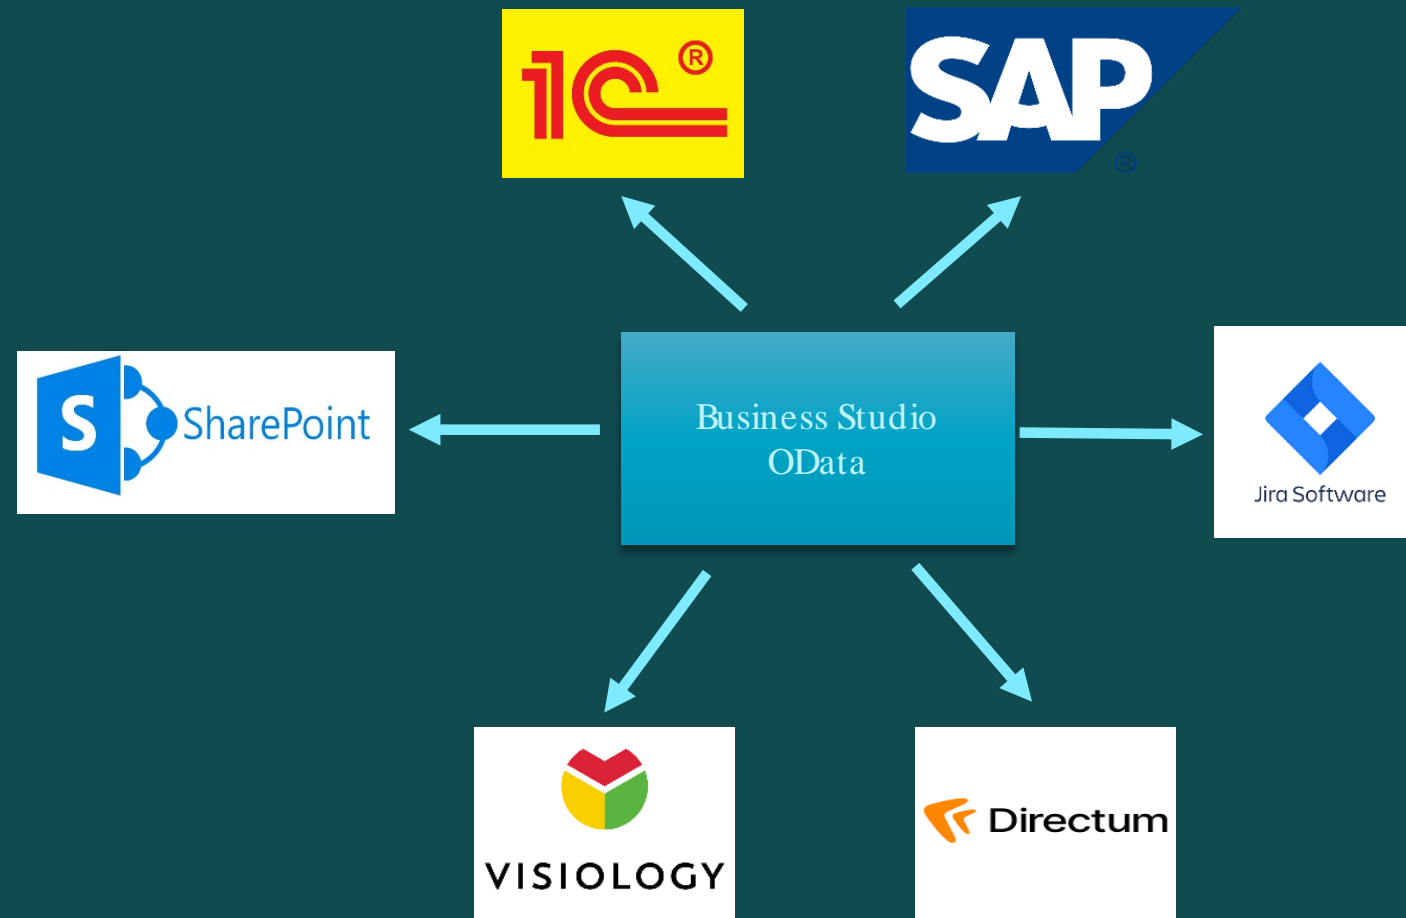 1С®
SAP
®
S SharePoint
Business Studio
OData
Jira Software
VISIOLOGY
Directum